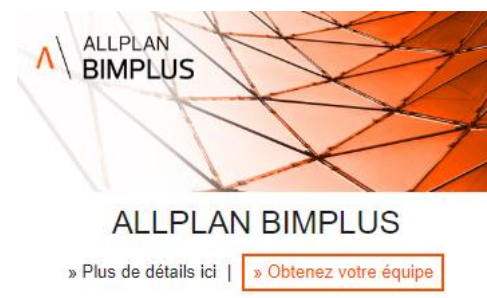 ALLPLAN
BIMPLUS
ALLPLAN BIMPLUS
» Plus de détails ici | » Obtenez votre équipe